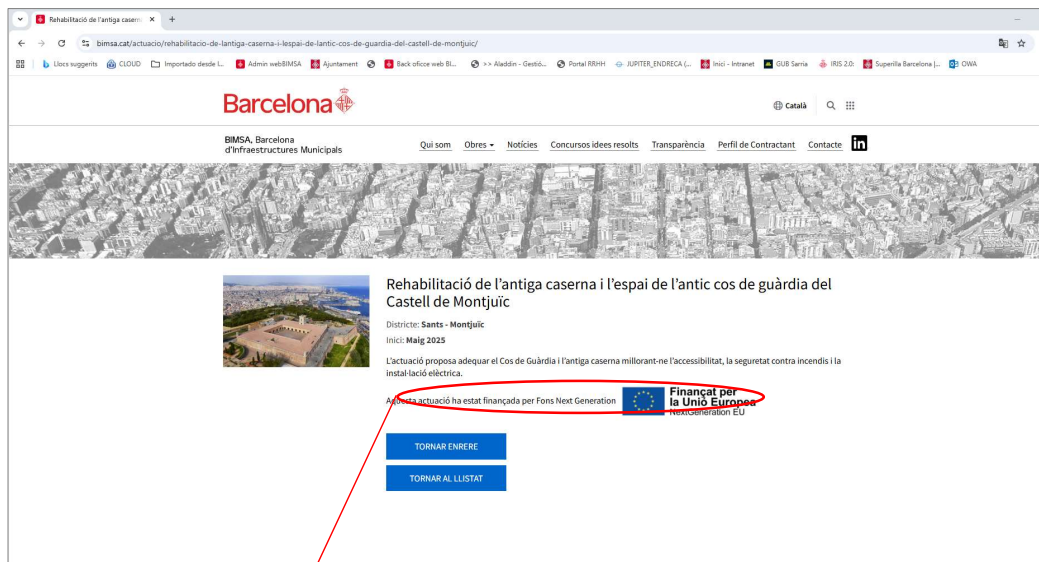 Rehabilitació de l'antiga casern
bimsa.cat/actuacio/rehabilitacio-de-lantiga-caserna-i-lespai-de-lantic-cos-de-guardia-del-castell-de-montjuic/
Llocs suggerits CLOUD Importado desde l... Admin webBIMSA Ajuntament Back oficce web BI... >> Aladdin - Gestió... Portal RRHH JUPITER_ENDRECA (... Inici - Intranet GUB Sarria IRIS 2.0: Superilla Barcelona |... OWA
Barcelona
Català
BIMSA, Barcelona
d'Infraestructures Municipals
Qui som Obres Notícies Concursos idees resolts Transparència Perfil de Contractant Contacte in
Rehabilitació de l'antiga caserna i l'espai de l'antic cos de guàrdia del
Castell de Montjuïc
Districte: Sants - Montjuïc
Inici: Maig 2025
L'actuació proposa adequar el Cos de Guàrdia i l'antiga caserna millorant-ne l'accessibilitat, la seguretat contra incendis i la
instal·lació elèctrica.
Aquesta actuació ha estat finançada per Fons Next Generation
Finançat per
la Unió Europea
NextGeneration EU
TORNAR ENRERE
TORNAR AL LLISTAT